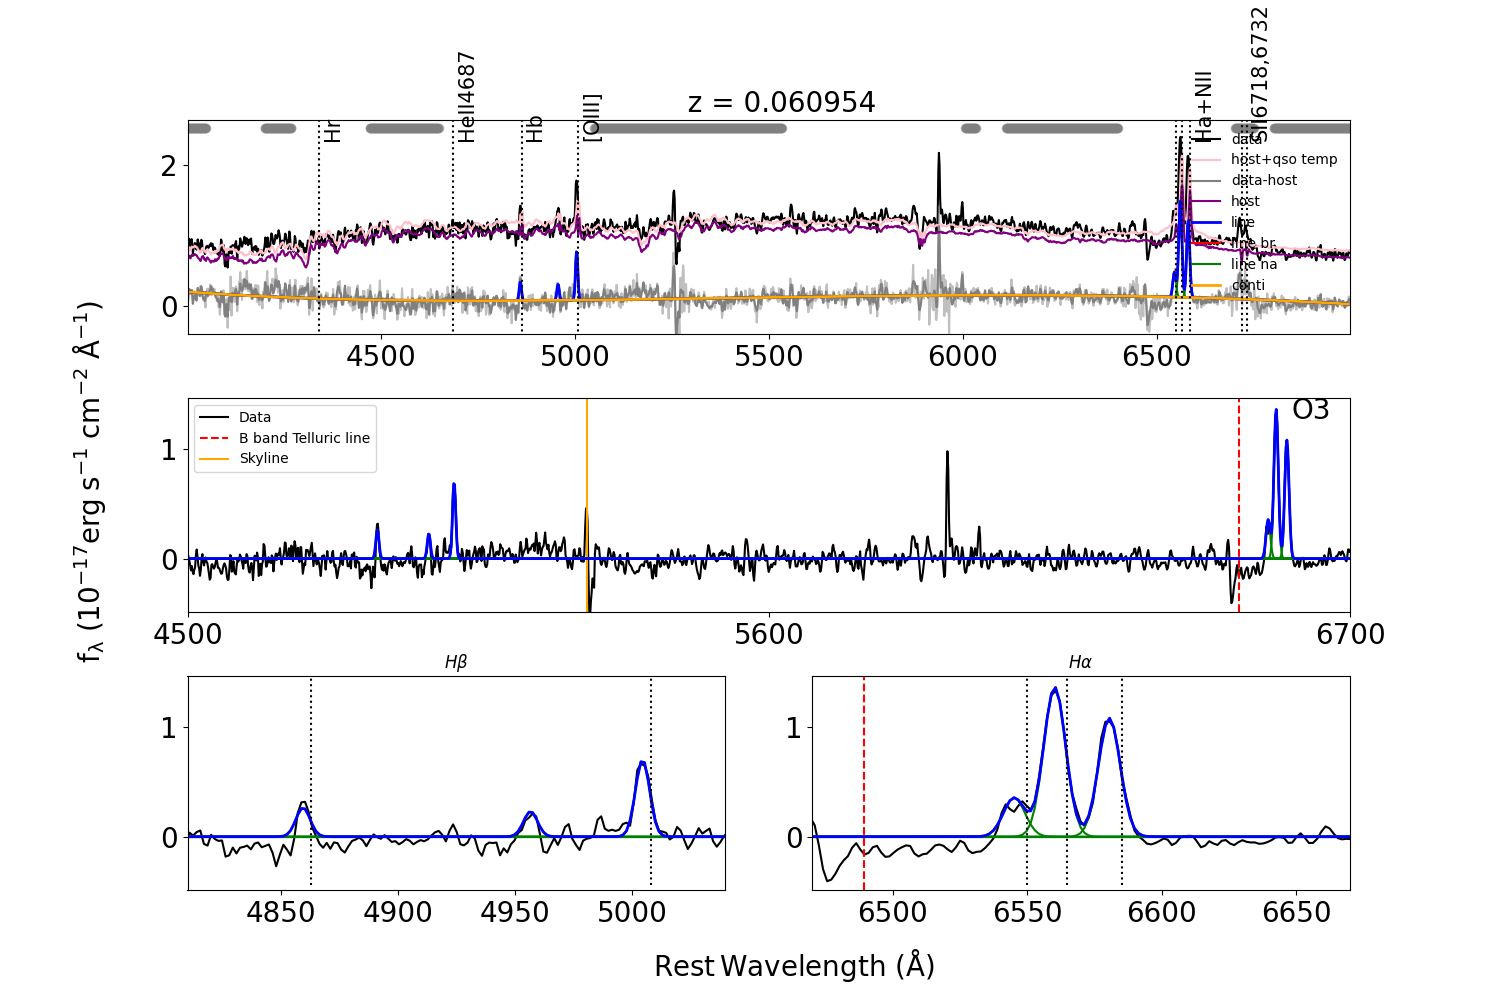 z = 0.060954
Hr
HeII4687
Hb
[OIII]
Ha+NII
SII6718,6732
data
host+qso temp
data-host
host
line
line br
line na
conti
2
0
4500 5000 5500 6000 6500
fλ (10−17erg s−1 cm−2 Å−1)
Data
B band Telluric line
Skyline
O3
1
0
4500 5600 6700
Hβ
Hα
1
0
4850 4900 4950 5000
1
0
6500 6550 6600 6650
Rest Wavelength (Å)